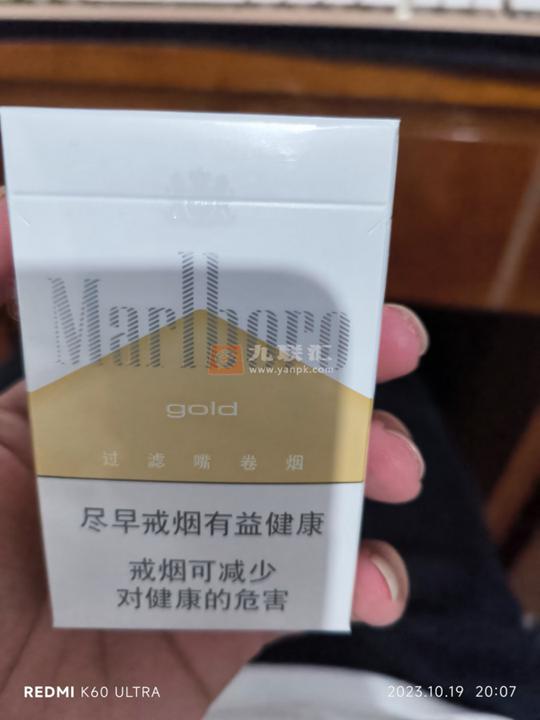 Marlboro
九联汇
www.yanpk.com
gold
过滤嘴卷烟
尽早戒烟有益健康
戒烟可减少
对健康的危害
REDMI K60 ULTRA
2023.10.19 20:07